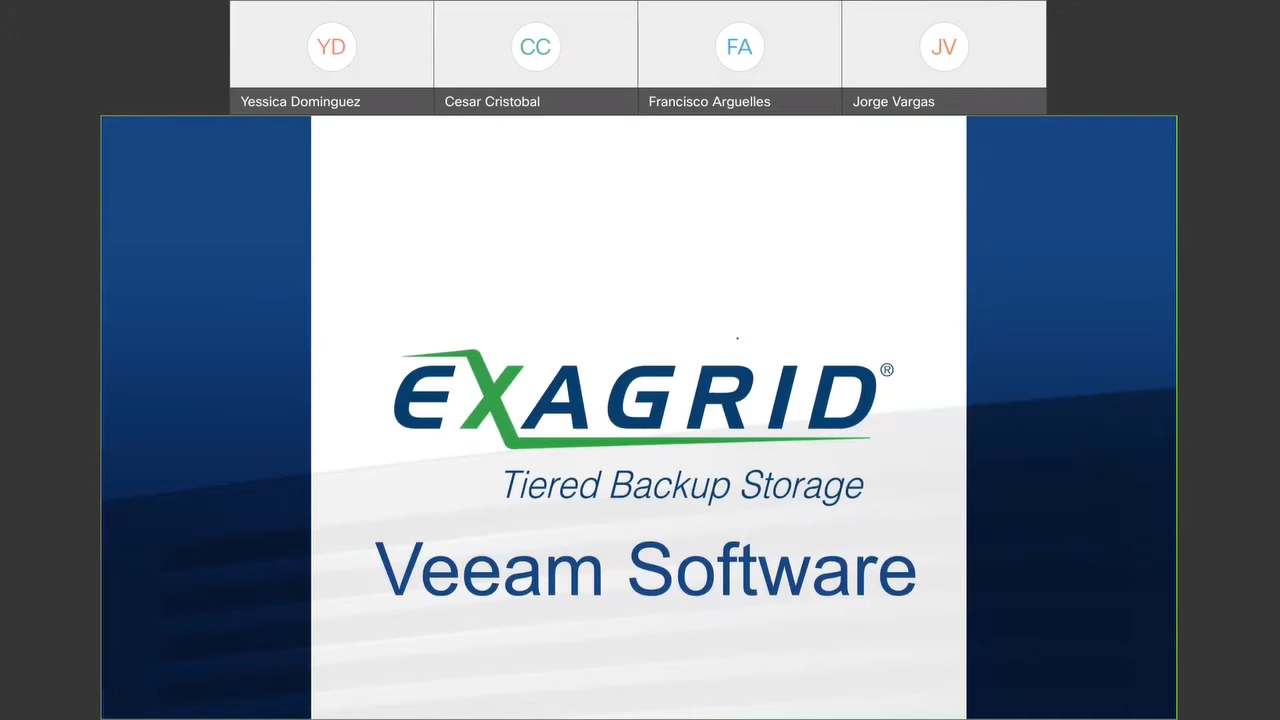 YD
CC
FA
JV
Yessica Dominguez
Cesar Cristobal
Francisco Arguelles
Jorge Vargas
EXAGRID®
Tiered Backup Storage
Veeam Software